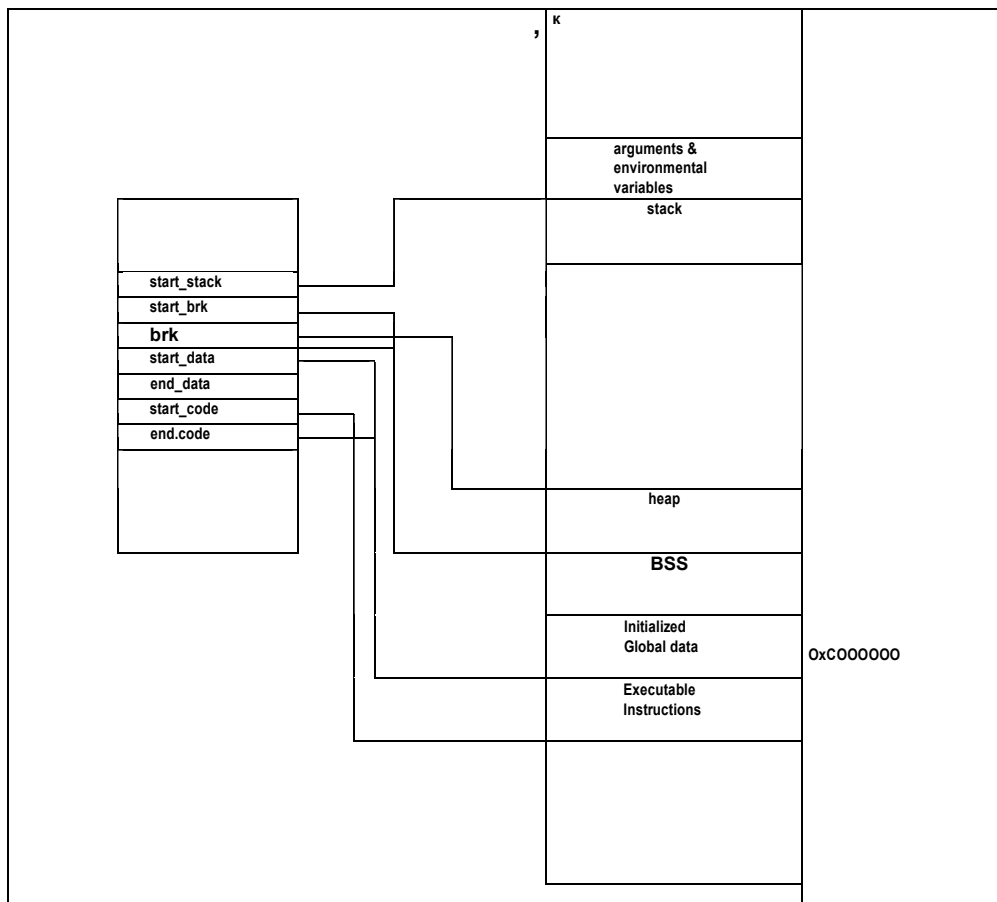 , K
arguments &
environmental
variables
stack
start_stack
start_brk
brk
start_data
end_data
start_code
end.code
heap
BSS
Initialized
Global data
OxCOOOOOO
Executable
Instructions